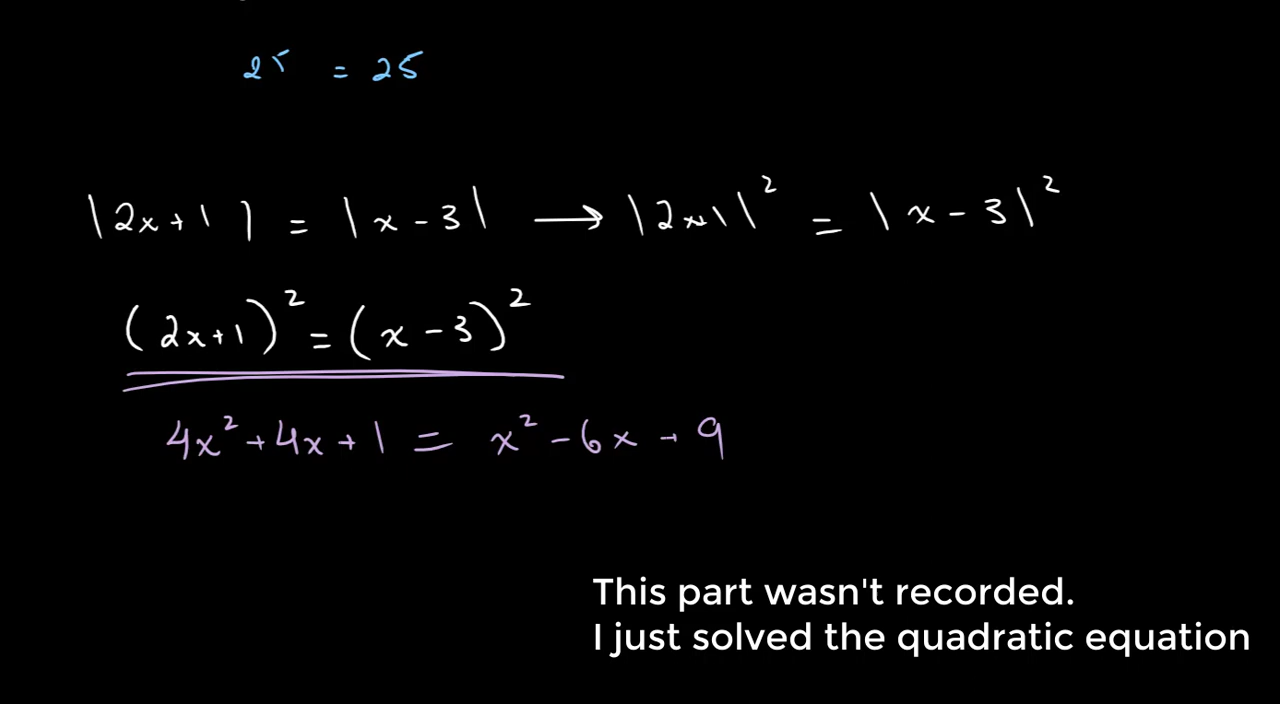 25 = 25
|2x+1| = |x-3| → |2x+1|² = |x-3|²
(2x+1)² = (x-3)²
4x²+4x+1 = x²-6x+9
This part wasn't recorded.
I just solved the quadratic equation